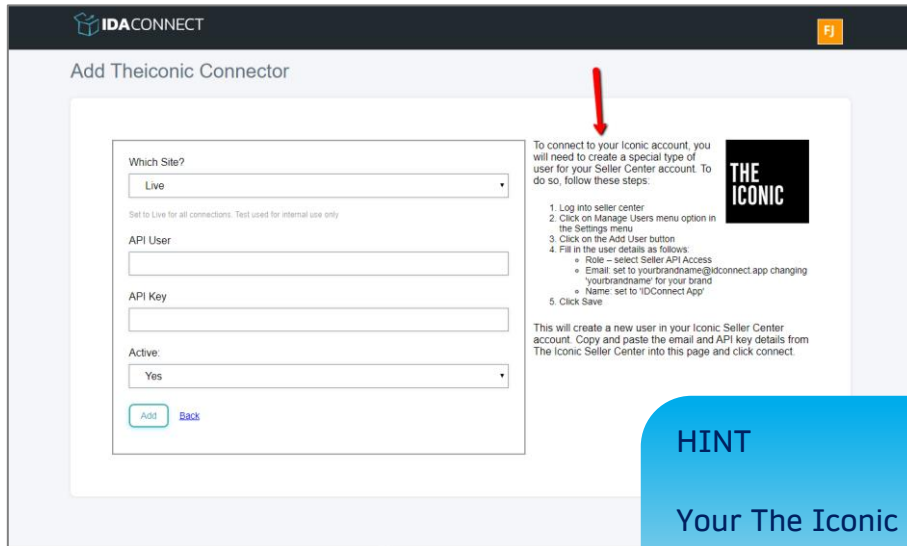 IDACONNECT
FJ
Add Theiconic Connector
Which Site?
Live
Set to Live for all connections. Test used for internal use only
API User
API Key
Active:
Yes
Add Back
To connect to your Iconic account, you
will need to create a special type of
user for your Seller Center account. To
do so, follow these steps:
THE
ICONIC
1. Log into seller center
2. Click on Manage Users menu option in
the Settings menu
3. Click on the Add User button
4. Fill in the user details as follows:
○ Role – select Seller API Access
○ Email: set to yourbrandname@idconnect.app changing
'yourbrandname' for your brand
○ Name: set to 'IDConnect App'
5. Click Save
This will create a new user in your Iconic Seller Center
account. Copy and paste the email and API key details from
The Iconic Seller Center into this page and click connect.
HINT
Your The Iconic